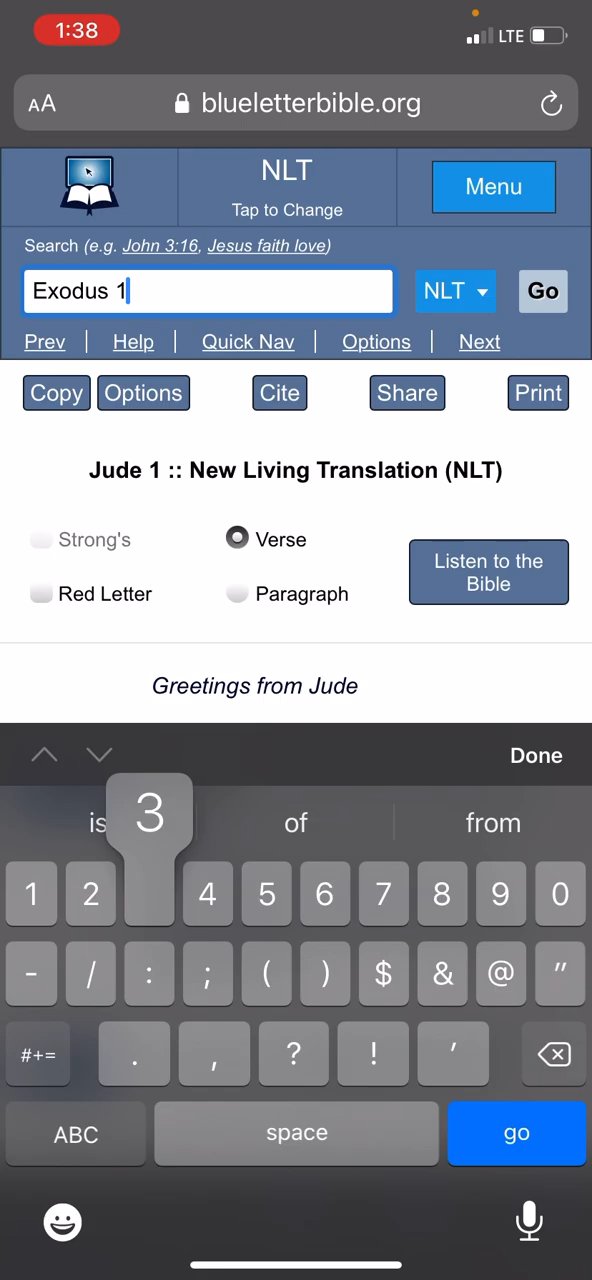 1:38
LTE
AA
blueletterbible.org
NLT
Tap to Change
Menu
Search (e.g. John 3:16, Jesus faith love)
Exodus 1
NLT
Go
Prev | Help | Quick Nav | Options | Next
Copy Options Cite Share Print
Jude 1 :: New Living Translation (NLT)
Strong's Verse
Listen to the
Bible
Red Letter Paragraph
Greetings from Jude
Done
3
is of from
1 2 4 5 6 7 8 9 0
- / : ; ( ) $ & @ "
#+= . , ? ! '
ABC space go